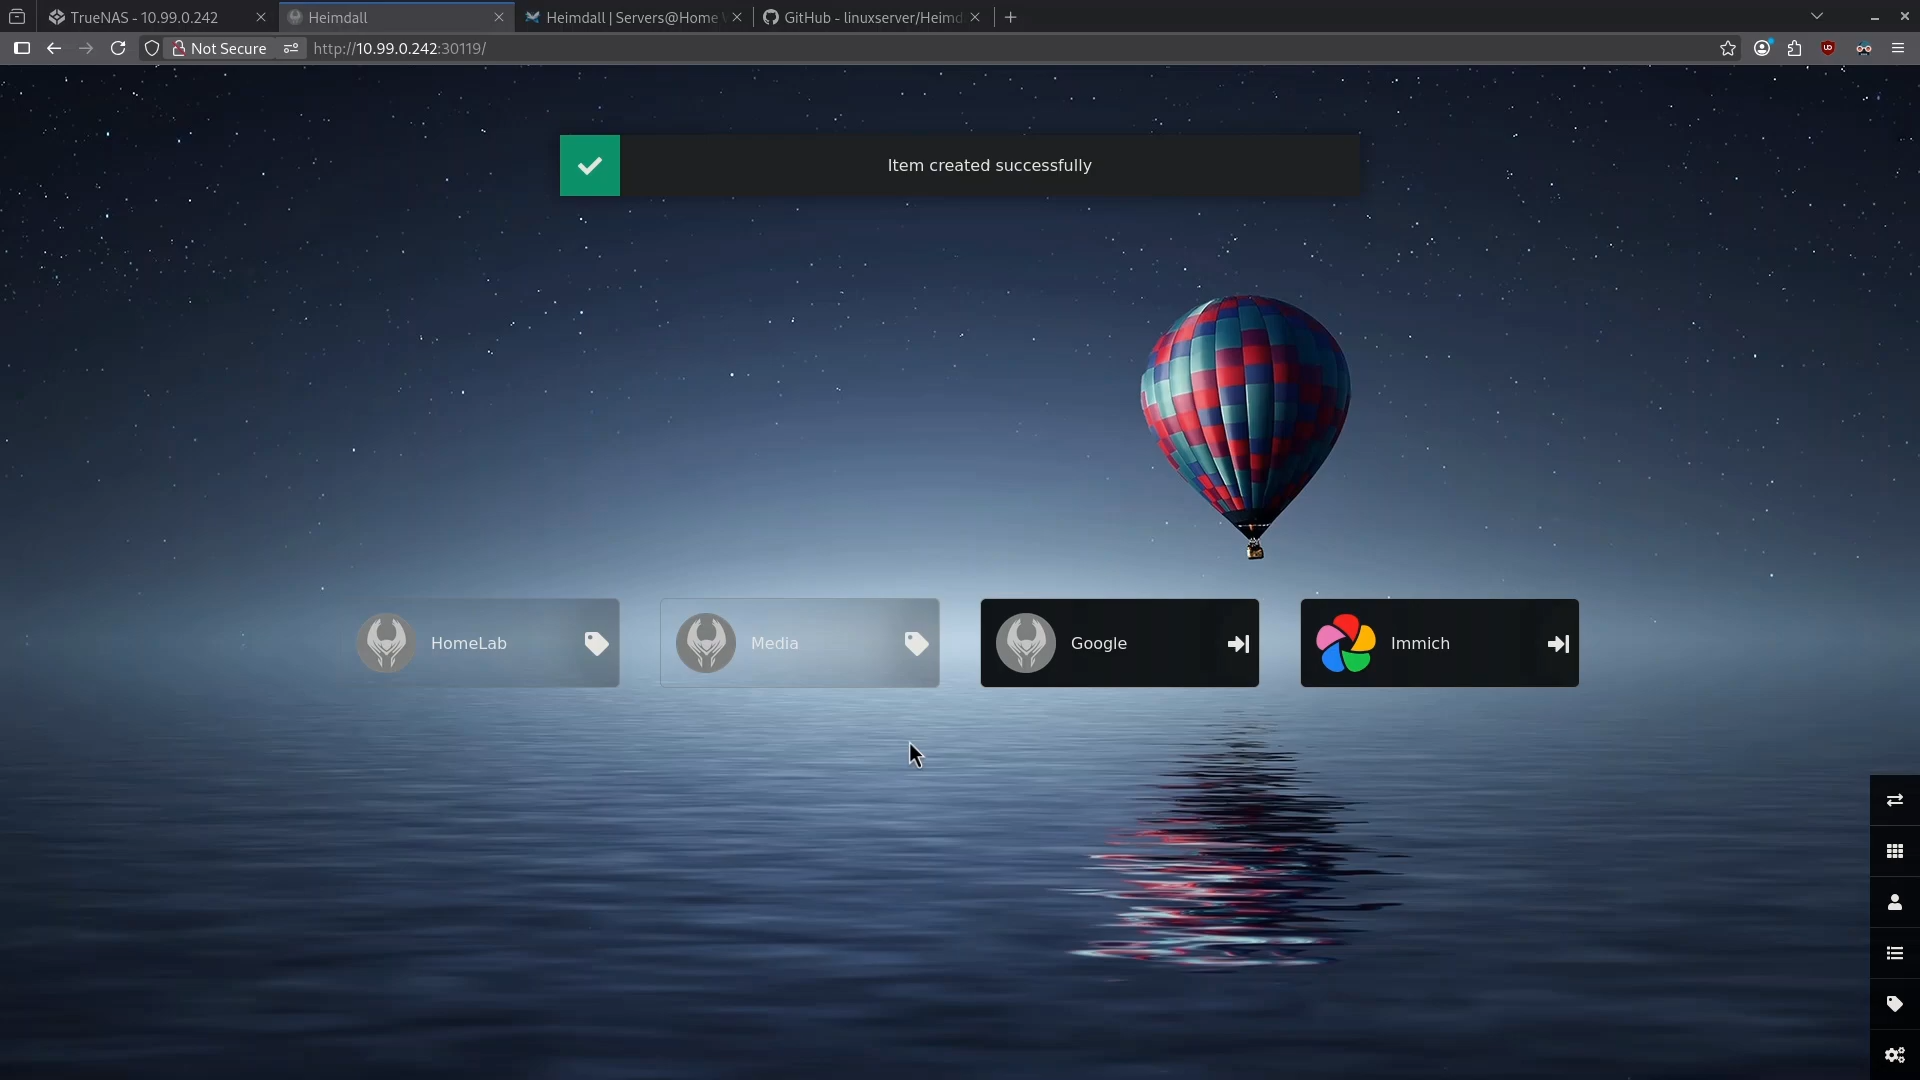 TrueNAS - 10.99.0.242
Heimdall
Heimdall | Servers@Home
GitHub - linuxserver/Heimd
Not Secure
http://10.99.0.242:30119/
Item created successfully
HomeLab
Media
Google
Immich